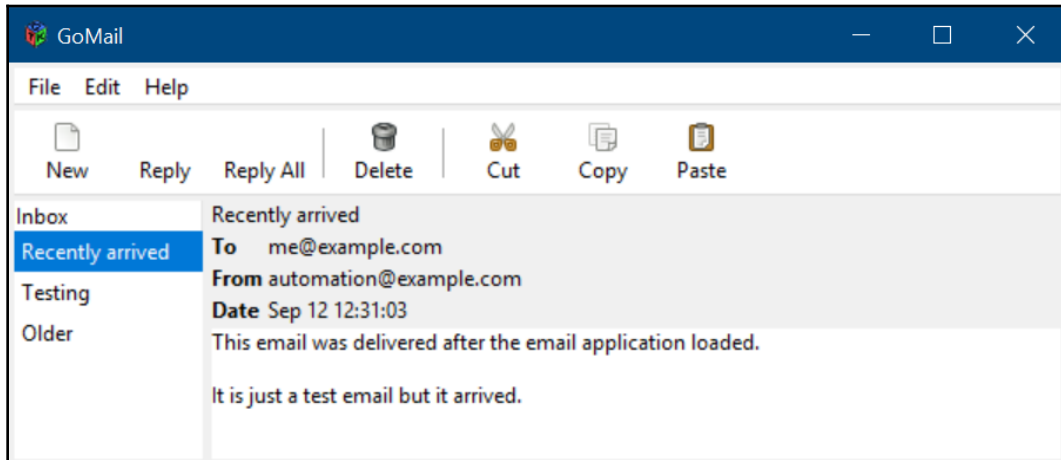 GoMail
File Edit Help
New Reply Reply All Delete Cut Copy Paste
Inbox
Recently arrived
Testing
Older
Recently arrived
To me@example.com
From automation@example.com
Date Sep 12 12:31:03
This email was delivered after the email application loaded.
It is just a test email but it arrived.